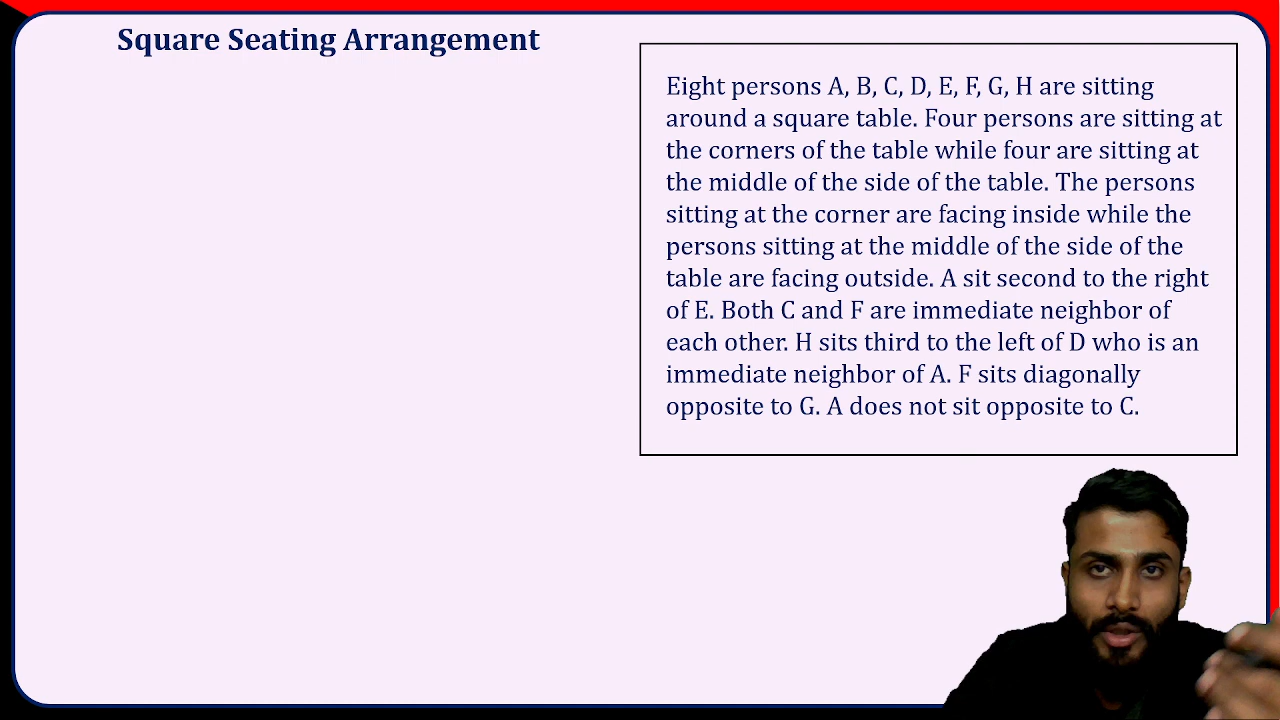 Square Seating Arrangement
Eight persons A, B, C, D, E, F, G, H are sitting
around a square table. Four persons are sitting at
the corners of the table while four are sitting at
the middle of the side of the table. The persons
sitting at the corner are facing inside while the
persons sitting at the middle of the side of the
table are facing outside. A sit second to the right
of E. Both C and F are immediate neighbor of
each other. H sits third to the left of D who is an
immediate neighbor of A. F sits diagonally
opposite to G. A does not sit opposite to C.